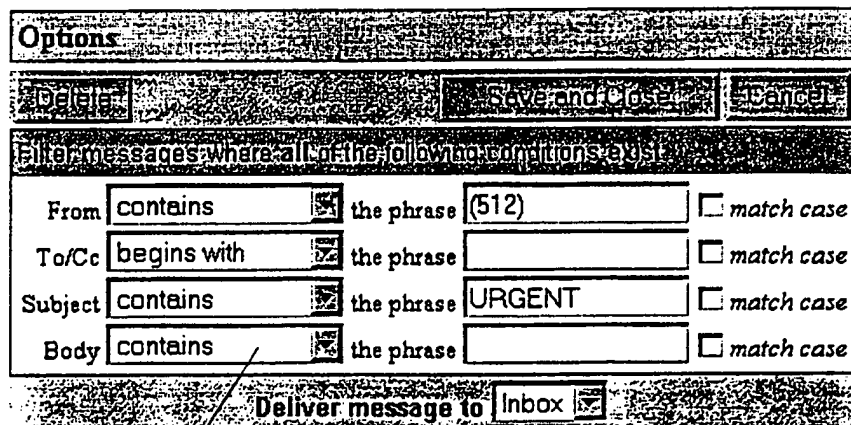 Options
Delete Save and Close Cancel
Filter messages where all of the following conditions exist
From contains the phrase (512) match case
To/Cc begins with the phrase match case
Subject contains the phrase URGENT match case
Body contains the phrase match case
Deliver message to Inbox